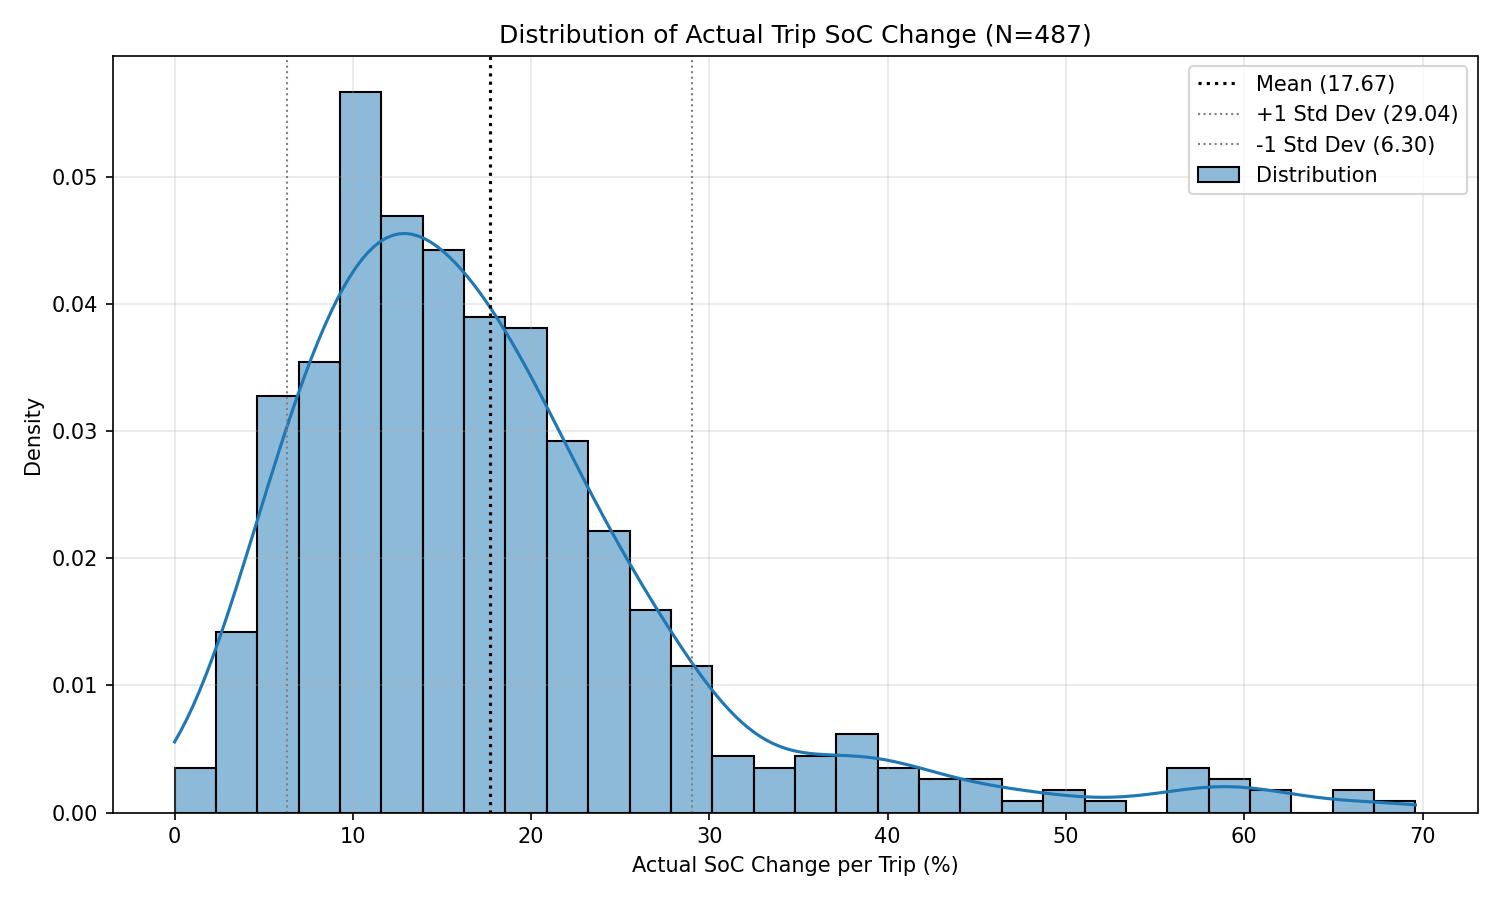 Distribution of Actual Trip SoC Change (N=487)
Mean (17.67)
+1 Std Dev (29.04)
-1 Std Dev (6.30)
Distribution
0.05
0.04
0.03
0.02
0.01
0.00
Density
0 10 20 30 40 50 60 70
Actual SoC Change per Trip (%)